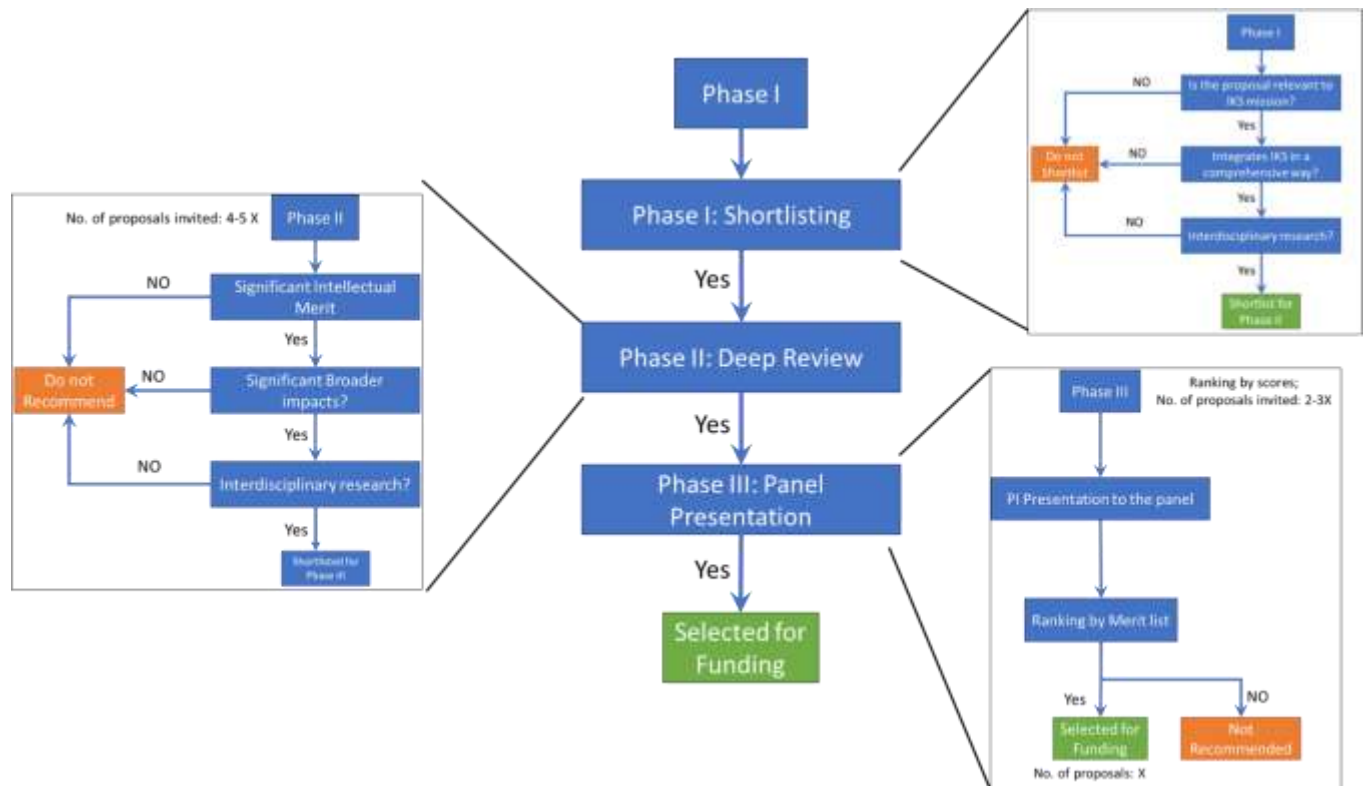 Phase I
Phase I: Shortlisting
Yes
Phase II: Deep Review
Yes
Phase III: Panel
Presentation
Yes
Selected for
Funding
No. of proposals invited: 4-5 X
Phase II
Significant Intellectual
Merit
NO
Yes
Significant Broader
impacts?
NO
Do not
Recommend
Yes
Interdisciplinary research?
NO
Yes
Shortlisted for
Phase III
Phase I
Is the proposal relevant to
IKS mission?
NO
Yes
Integrates IKS in a
comprehensive way?
NO
Do not
Shortlist
Yes
Interdisciplinary research?
NO
Yes
Shortlist for
Phase II
Phase III
Ranking by scores;
No. of proposals invited: 2-3X
PI Presentation to the panel
Ranking by Merit list
Yes
NO
Selected for
Funding
Not
Recommended
No. of proposals: X